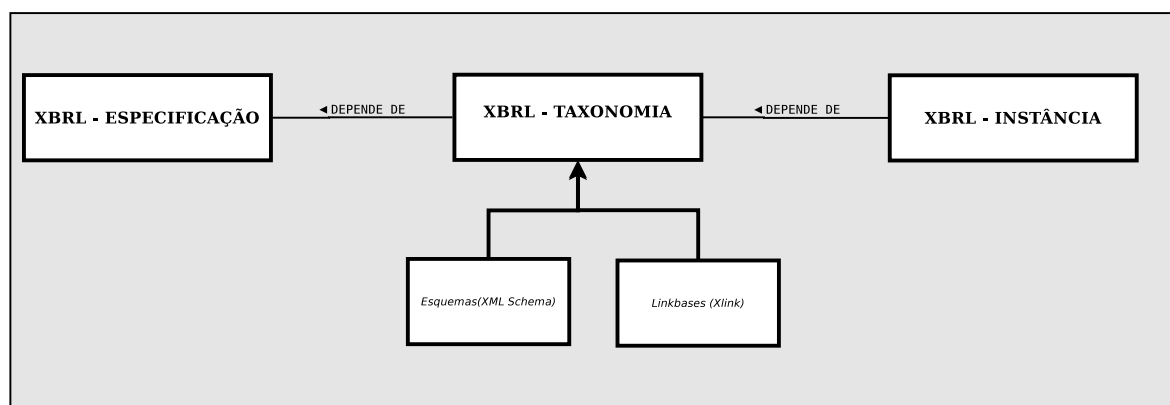 XBRL - ESPECIFICAÇÃO
◄ DEPENDE DE
XBRL - TAXONOMIA
◄ DEPENDE DE
XBRL - INSTÂNCIA
Esquemas(XML Schema)
Linkbases (Xlink)